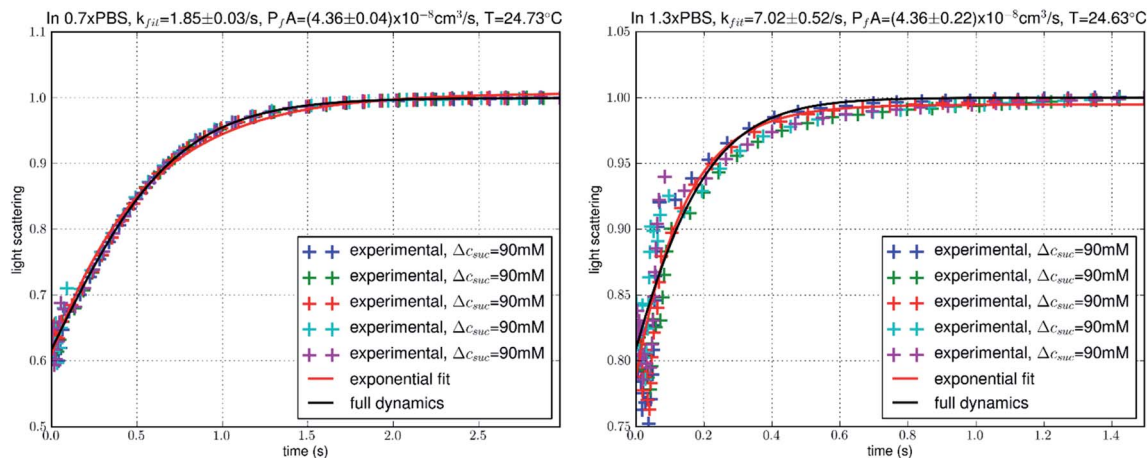 In 0.7xPBS, k_fit=1.85±0.03/s, P_fA=(4.36±0.04)x10⁻⁸cm³/s, T=24.73°C
1.1
1.0
0.9
0.8
0.7
0.6
0.5
light scattering
0.0 0.5 1.0 1.5 2.0 2.5
time (s)
experimental, Δc_suc=90mM
experimental, Δc_suc=90mM
experimental, Δc_suc=90mM
experimental, Δc_suc=90mM
experimental, Δc_suc=90mM
exponential fit
full dynamics
In 1.3xPBS, k_fit=7.02±0.52/s, P_fA=(4.36±0.22)x10⁻⁸cm³/s, T=24.63°C
1.05
1.00
0.95
0.90
0.85
0.80
0.75
light scattering
0.0 0.2 0.4 0.6 0.8 1.0 1.2 1.4
time (s)
experimental, Δc_suc=90mM
experimental, Δc_suc=90mM
experimental, Δc_suc=90mM
experimental, Δc_suc=90mM
experimental, Δc_suc=90mM
exponential fit
full dynamics